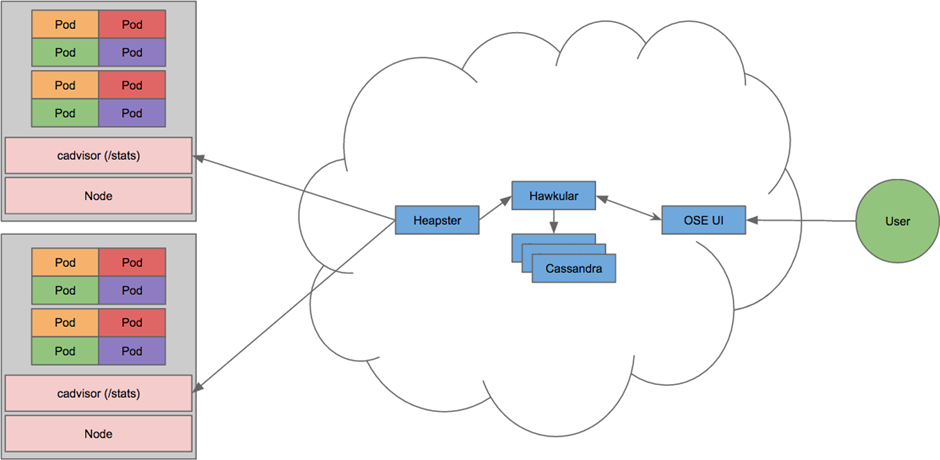 Pod Pod
Pod Pod
Pod Pod
Pod Pod
cadvisor (/stats)
Node
Pod Pod
Pod Pod
Pod Pod
Pod Pod
cadvisor (/stats)
Node
Heapster
Hawkular
Cassandra
OSE UI
User